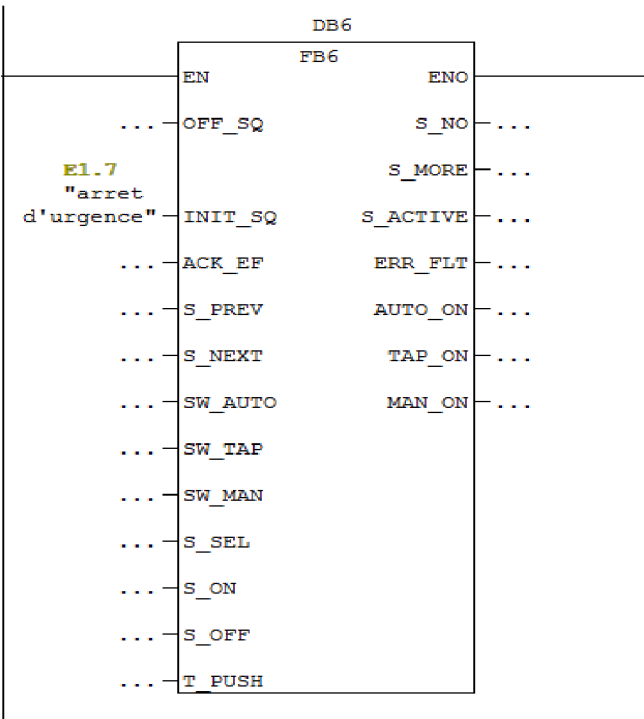 DB6
FB6
EN ENO
... OFF_SQ S_NO ...
E1.7 S_MORE ...
"arret
d'urgence" INIT_SQ S_ACTIVE ...
... ACK_EF ERR_FLT ...
... S_PREV AUTO_ON ...
... S_NEXT TAP_ON ...
... SW_AUTO MAN_ON ...
... SW_TAP
... SW_MAN
... S_SEL
... S_ON
... S_OFF
... T_PUSH